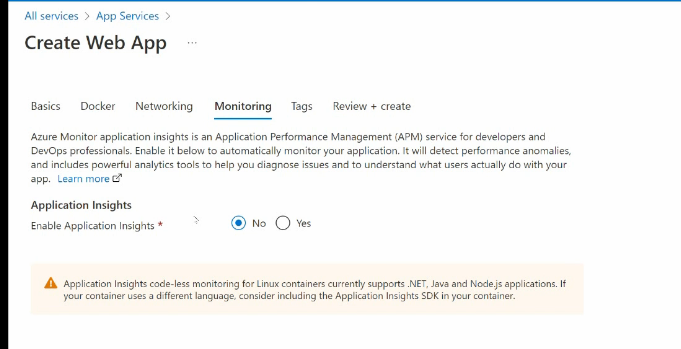 All services > App Services >
Create Web App ...
Basics Docker Networking Monitoring Tags Review + create
Azure Monitor application insights is an Application Performance Management (APM) service for developers and
DevOps professionals. Enable it below to automatically monitor your application. It will detect performance anomalies,
and includes powerful analytics tools to help you diagnose issues and to understand what users actually do with your
app. Learn more
Application Insights
Enable Application Insights * No Yes
Application Insights code-less monitoring for Linux containers currently supports .NET, Java and Node.js applications. If
your container uses a different language, consider including the Application Insights SDK in your container.